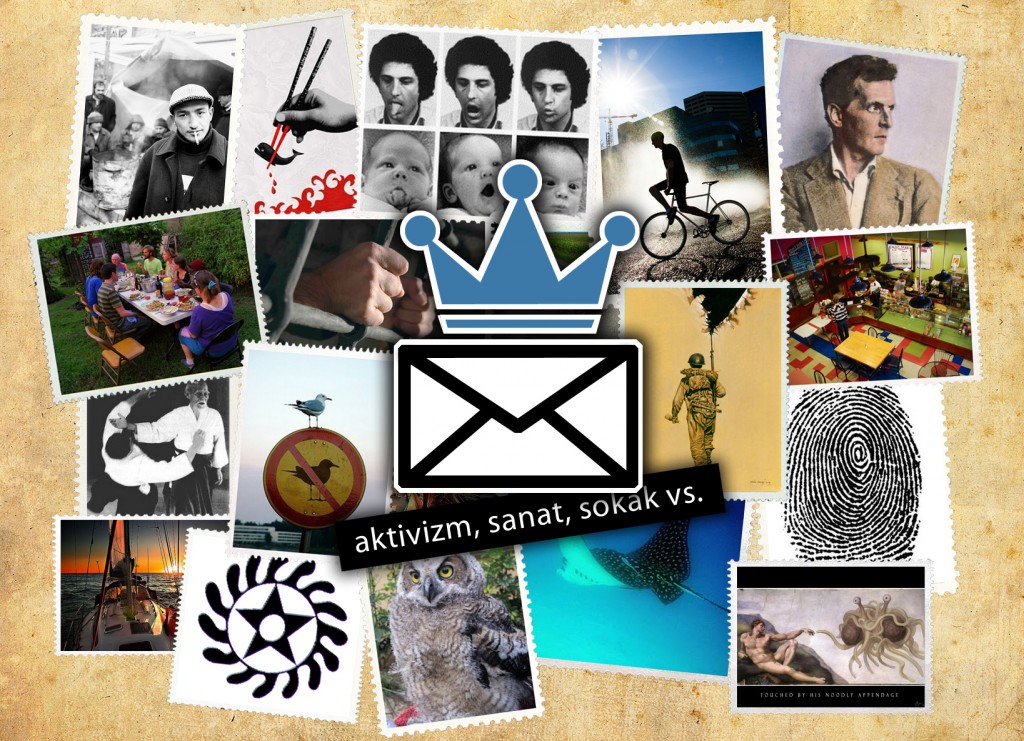 aktivizm, sanat, sokak vs.
TOUCHED BY HIS NOODLY APPENDAGE